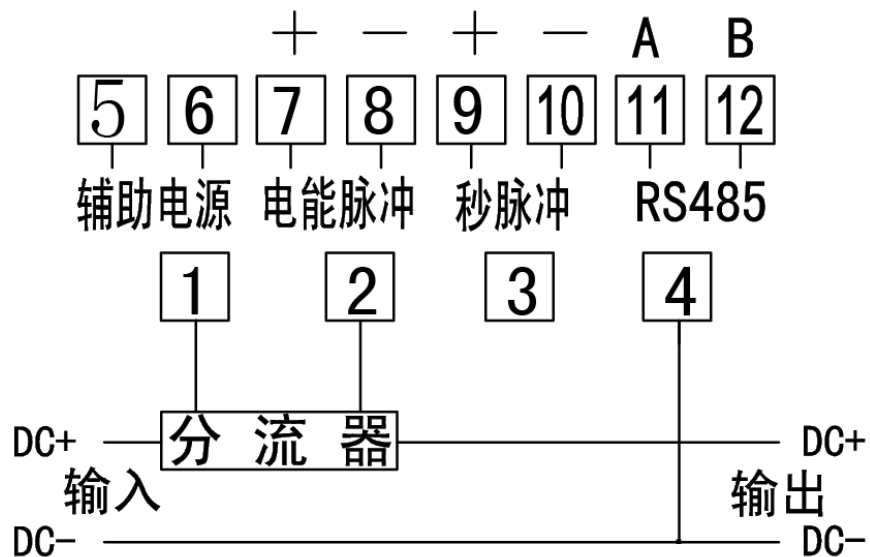 + − + − A B
5 6 7 8 9 10 11 12
辅助电源 电能脉冲 秒脉冲 RS485
1 2 3 4
DC+ 分流器 DC+
输入 输出
DC− DC−